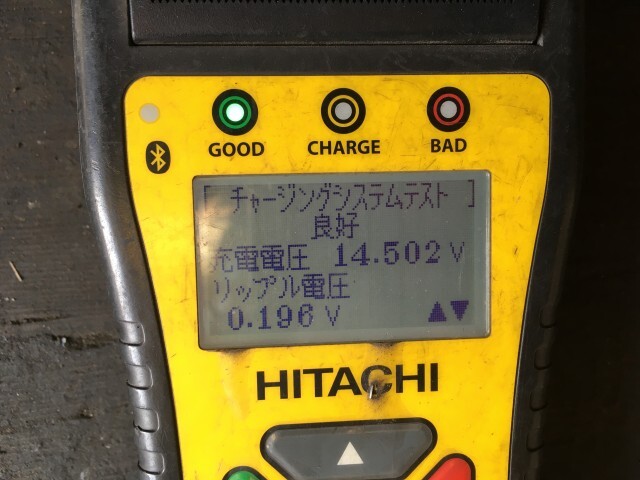 GOOD CHARGE BAD
[ チャージングシステムテスト ]
良好
充電電圧 14.502 V
リップル電圧
0.196 V ▲▼
HITACHI